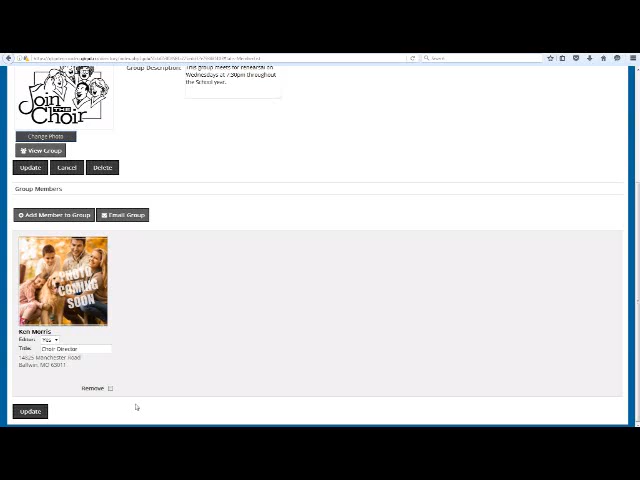 Search
Join
THE
Choir
Group Description:
This group meets for rehearsal on
Wednesdays at 7:30pm throughout
the School year.
Change Photo
View Group
Update
Cancel
Delete
Group Members
Add Member to Group
Email Group
PHOTO
COMING
SOON
Ken Morris
Editor: Yes
Title: Choir Director
14825 Manchester Road
Ballwin, MO 63011
Remove
Update